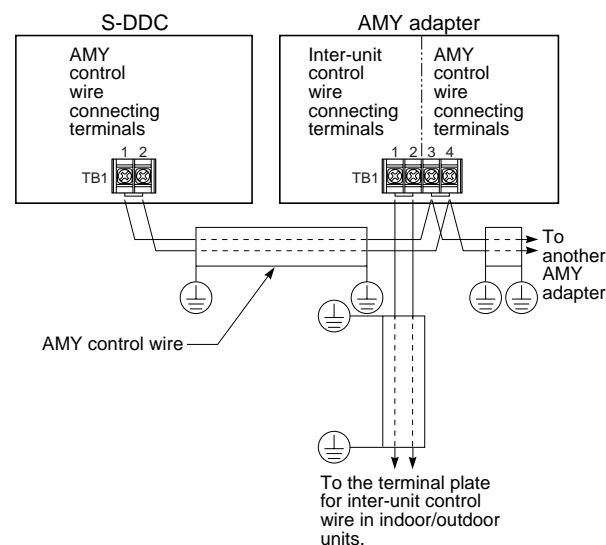 S-DDC
AMY adapter
AMY
control
wire
connecting
terminals
1 2
TB1
Inter-unit
control
wire
connecting
terminals
AMY
control
wire
connecting
terminals
1 2 3 4
TB1
To
another
AMY
adapter
AMY control wire
To the terminal plate
for inter-unit control
wire in indoor/outdoor
units.